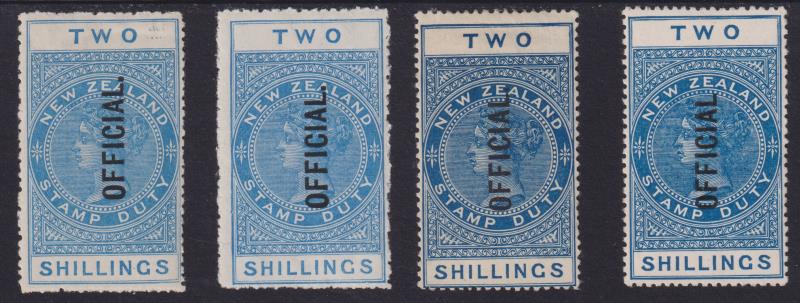 TWO
NEW ZEALAND
OFFICIAL.
STAMP DUTY
SHILLINGS
TWO
NEW ZEALAND
OFFICIAL.
STAMP DUTY
SHILLINGS
TWO
NEW ZEALAND
OFFICIAL
STAMP DUTY
SHILLINGS
TWO
NEW ZEALAND
OFFICIAL
STAMP DUTY
SHILLINGS